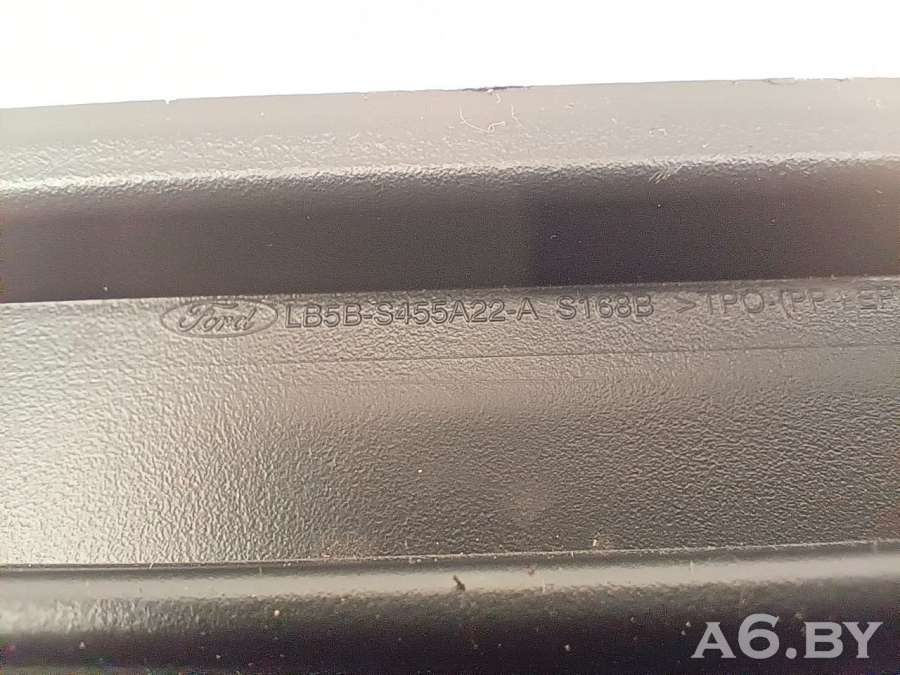 Ford LB5B-S455A22-A S168B >TPO-(PP+EP
A6.BY